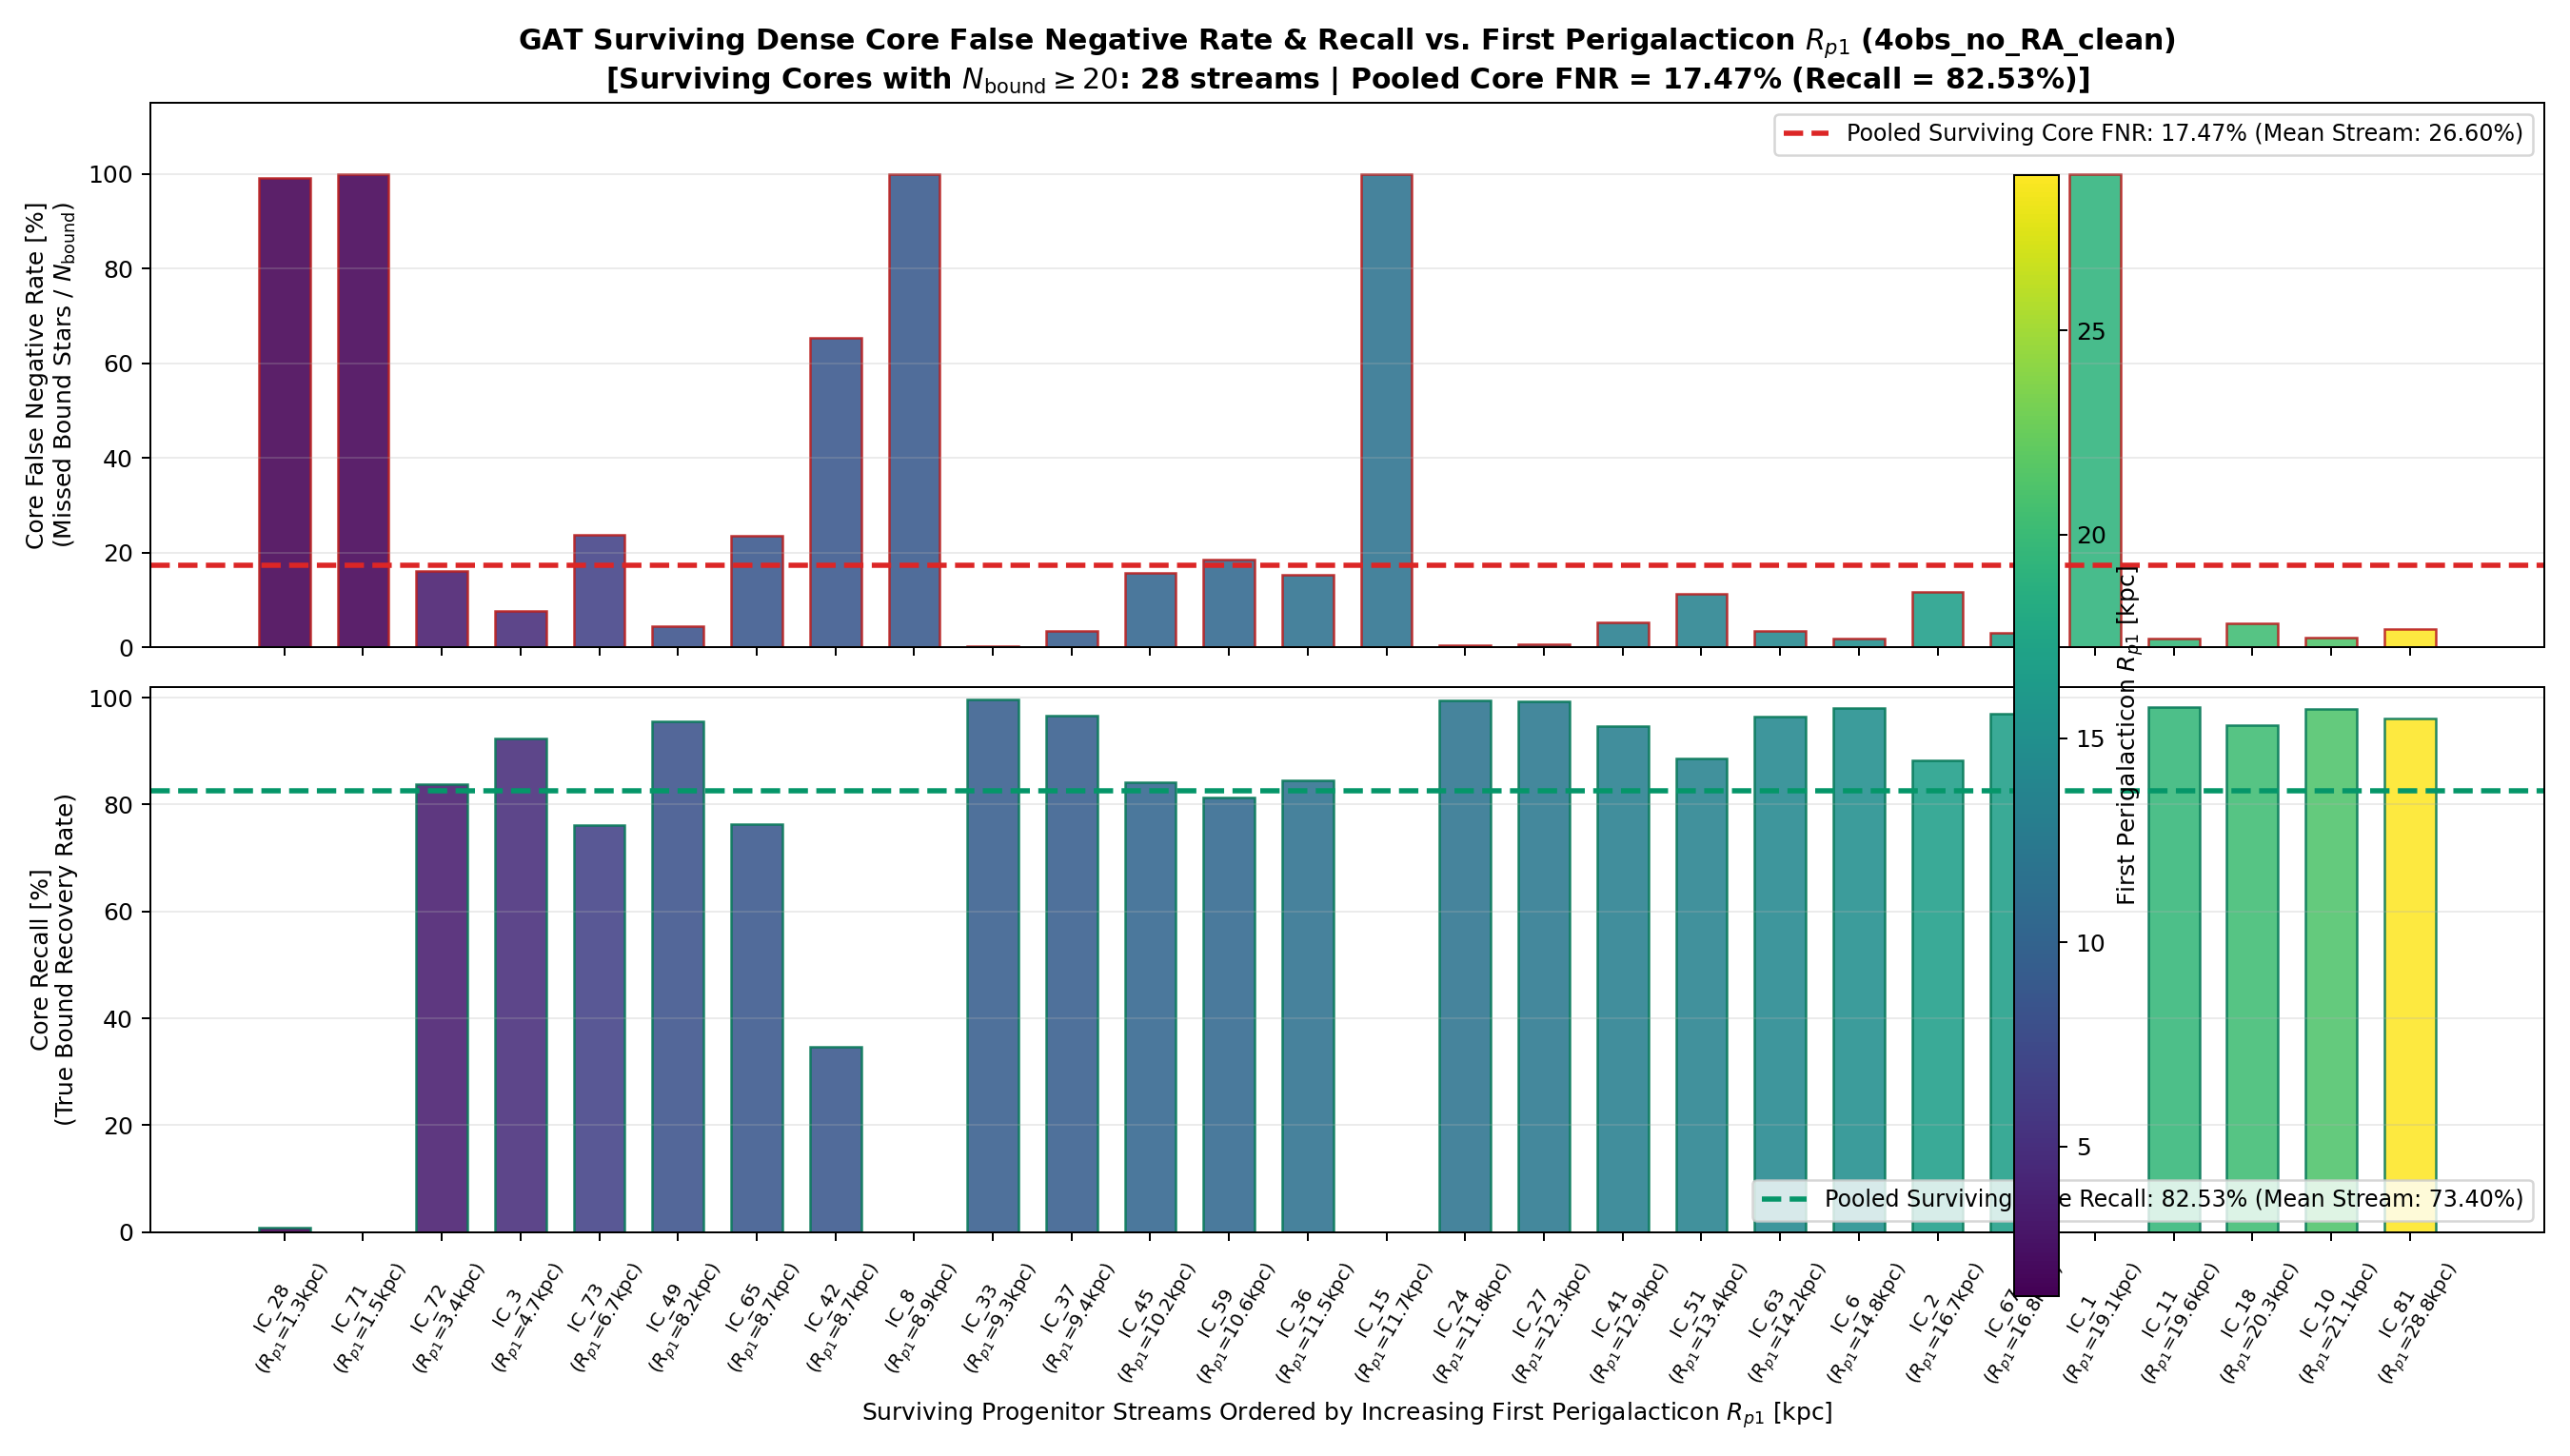 GAT Surviving Dense Core False Negative Rate & Recall vs. First Perigalacticon R_p1 (4obs_no_RA_clean)
[Surviving Cores with N_bound ≥ 20: 28 streams | Pooled Core FNR = 17.47% (Recall = 82.53%)]
Pooled Surviving Core FNR: 17.47% (Mean Stream: 26.60%)
Core False Negative Rate [%]
(Missed Bound Stars / N_bound)
100
80
60
40
20
0
Core Recall [%]
(True Bound Recovery Rate)
100
80
60
40
20
0
25
20
15
10
5
First Perigalacticon R_p1 [kpc]
Pooled Surviving e Recall: 82.53% (Mean Stream: 73.40%)
IC_28
(R_p1=1.3kpc)
IC_71
(R_p1=1.5kpc)
IC_72
(R_p1=3.4kpc)
IC_3
(R_p1=4.7kpc)
IC_73
(R_p1=6.7kpc)
IC_49
(R_p1=8.2kpc)
IC_65
(R_p1=8.7kpc)
IC_42
(R_p1=8.7kpc)
IC_8
(R_p1=8.9kpc)
IC_33
(R_p1=9.3kpc)
IC_37
(R_p1=9.4kpc)
IC_45
(R_p1=10.2kpc)
IC_59
(R_p1=10.6kpc)
IC_36
(R_p1=11.5kpc)
IC_15
(R_p1=11.7kpc)
IC_24
(R_p1=11.8kpc)
IC_27
(R_p1=12.3kpc)
IC_41
(R_p1=12.9kpc)
IC_51
(R_p1=13.4kpc)
IC_63
(R_p1=14.2kpc)
IC_6
(R_p1=14.8kpc)
IC_2
(R_p1=16.7kpc)
IC_67
(R_p1=16.8k
IC_1
(R_p1=19.1kpc)
IC_11
(R_p1=19.6kpc)
IC_18
(R_p1=20.3kpc)
IC_10
(R_p1=21.1kpc)
IC_81
(R_p1=28.8kpc)
Surviving Progenitor Streams Ordered by Increasing First Perigalacticon R_p1 [kpc]